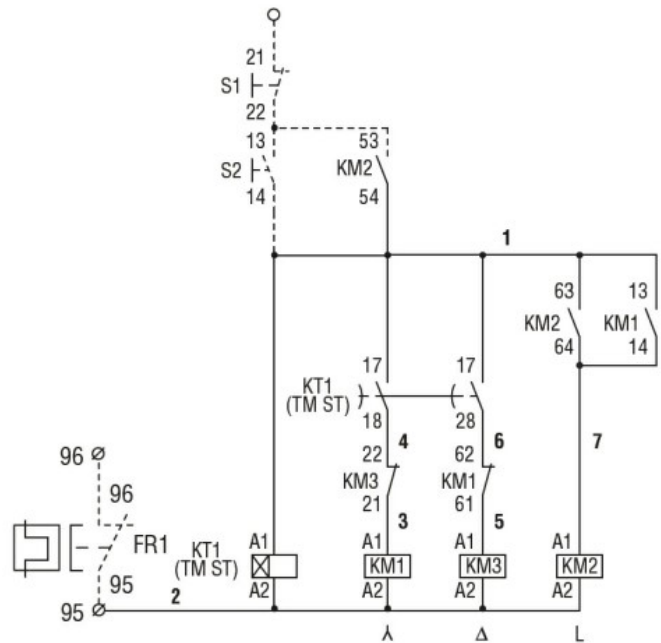 21
S1
22
13
S2
14
53
KM2
54
1
63
KM2
64
13
KM1
14
KT1
(TM ST)
17
18
17
28
4
6
7
22
KM3
21
62
KM1
61
3
5
96
96
FR1
95
95
2
KT1
(TM ST)
A1
A2
A1
KM1
A2
A1
KM3
A2
A1
KM2
A2
⅄
Δ
L